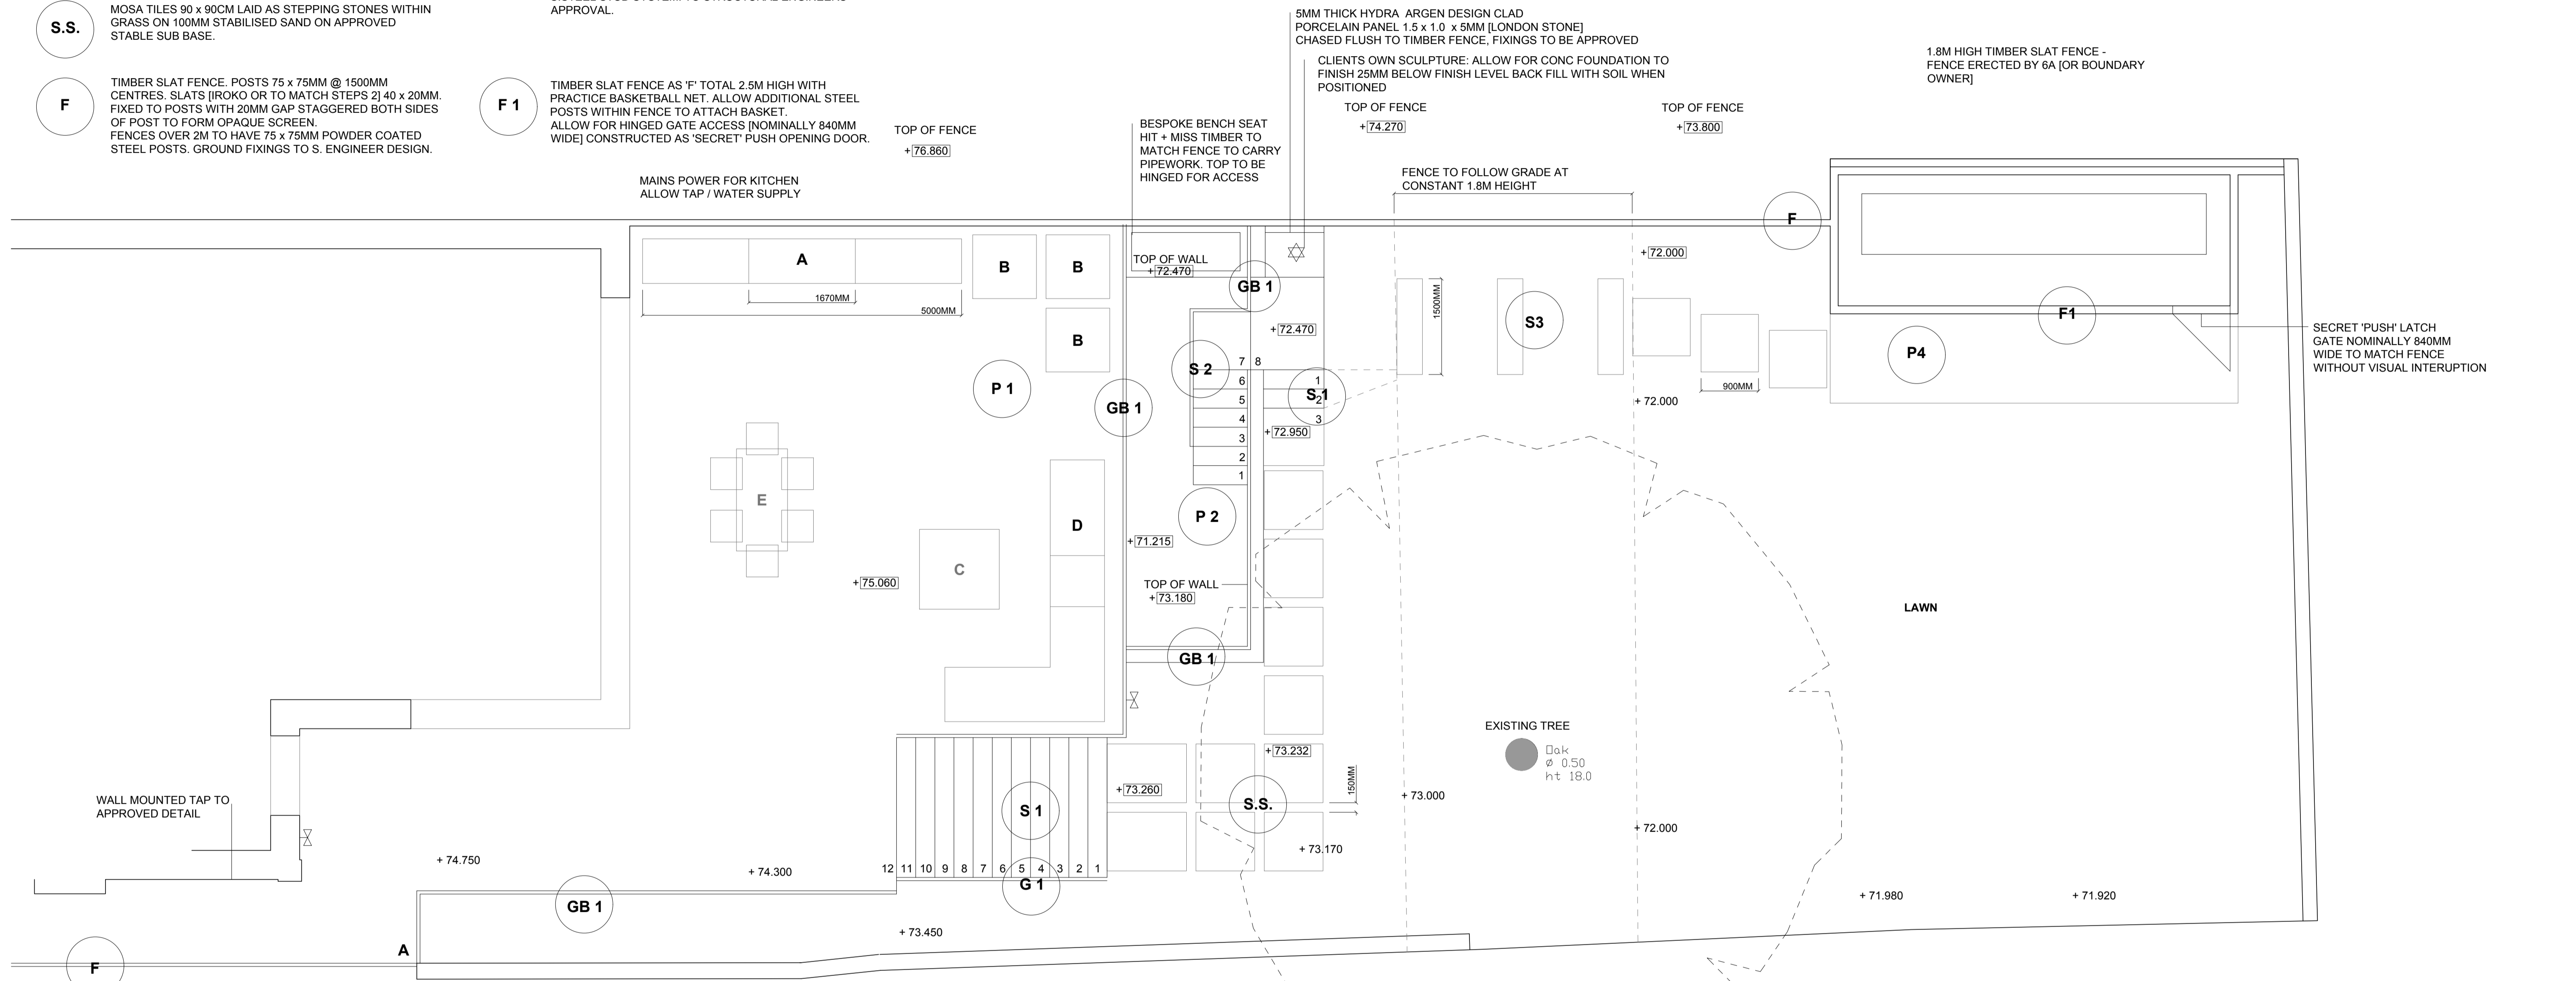 S.S.
MOSA TILES 90 x 90CM LAID AS STEPPING STONES WITHIN
GRASS ON 100MM STABILISED SAND ON APPROVED
STABLE SUB BASE.
APPROVAL.
F
TIMBER SLAT FENCE. POSTS 75 x 75MM @ 1500MM
CENTRES. SLATS [IROKO OR TO MATCH STEPS 2] 40 x 20MM.
FIXED TO POSTS WITH 20MM GAP STAGGERED BOTH SIDES
OF POST TO FORM OPAQUE SCREEN.
FENCES OVER 2M TO HAVE 75 x 75MM POWDER COATED
STEEL POSTS. GROUND FIXINGS TO S. ENGINEER DESIGN.
F 1
TIMBER SLAT FENCE AS 'F' TOTAL 2.5M HIGH WITH
PRACTICE BASKETBALL NET. ALLOW ADDITIONAL STEEL
POSTS WITHIN FENCE TO ATTACH BASKET.
ALLOW FOR HINGED GATE ACCESS [NOMINALLY 840MM
WIDE] CONSTRUCTED AS 'SECRET' PUSH OPENING DOOR.
TOP OF FENCE
+ 76.860
MAINS POWER FOR KITCHEN
ALLOW TAP / WATER SUPPLY
BESPOKE BENCH SEAT
HIT + MISS TIMBER TO
MATCH FENCE TO CARRY
PIPEWORK. TOP TO BE
HINGED FOR ACCESS
5MM THICK HYDRA ARGEN DESIGN CLAD
PORCELAIN PANEL 1.5 x 1.0 x 5MM [LONDON STONE]
CHASED FLUSH TO TIMBER FENCE, FIXINGS TO BE APPROVED
CLIENTS OWN SCULPTURE: ALLOW FOR CONC FOUNDATION TO
FINISH 25MM BELOW FINISH LEVEL BACK FILL WITH SOIL WHEN
POSITIONED
TOP OF FENCE
+ 74.270
TOP OF FENCE
+ 73.800
1.8M HIGH TIMBER SLAT FENCE -
FENCE ERECTED BY 6A [OR BOUNDARY
OWNER]
FENCE TO FOLLOW GRADE AT
CONSTANT 1.8M HEIGHT
F
A
1670MM
5000MM
B
B
B
TOP OF WALL
+ 72.470
GB 1
+ 72.470
1500MM
S3
+ 72.000
900MM
P4
F1
SECRET 'PUSH' LATCH
GATE NOMINALLY 840MM
WIDE TO MATCH FENCE
WITHOUT VISUAL INTERUPTION
P 1
GB 1
S 2
7
8
6
5
4
3
2
1
S 1
1
2
3
+ 72.950
+ 72.000
E
C
D
P 2
+ 71.215
+ 75.060
TOP OF WALL
+ 73.180
GB 1
LAWN
EXISTING TREE
Oak
ø 0.50
ht 18.0
+ 73.232
+ 73.260
150MM
S.S.
+ 73.000
+ 72.000
+ 73.170
WALL MOUNTED TAP TO
APPROVED DETAIL
+ 74.750
+ 74.300
S 1
12 11 10 9 8 7 6 5 4 3 2 1
G 1
GB 1
+ 73.450
+ 71.980
+ 71.920
A
F